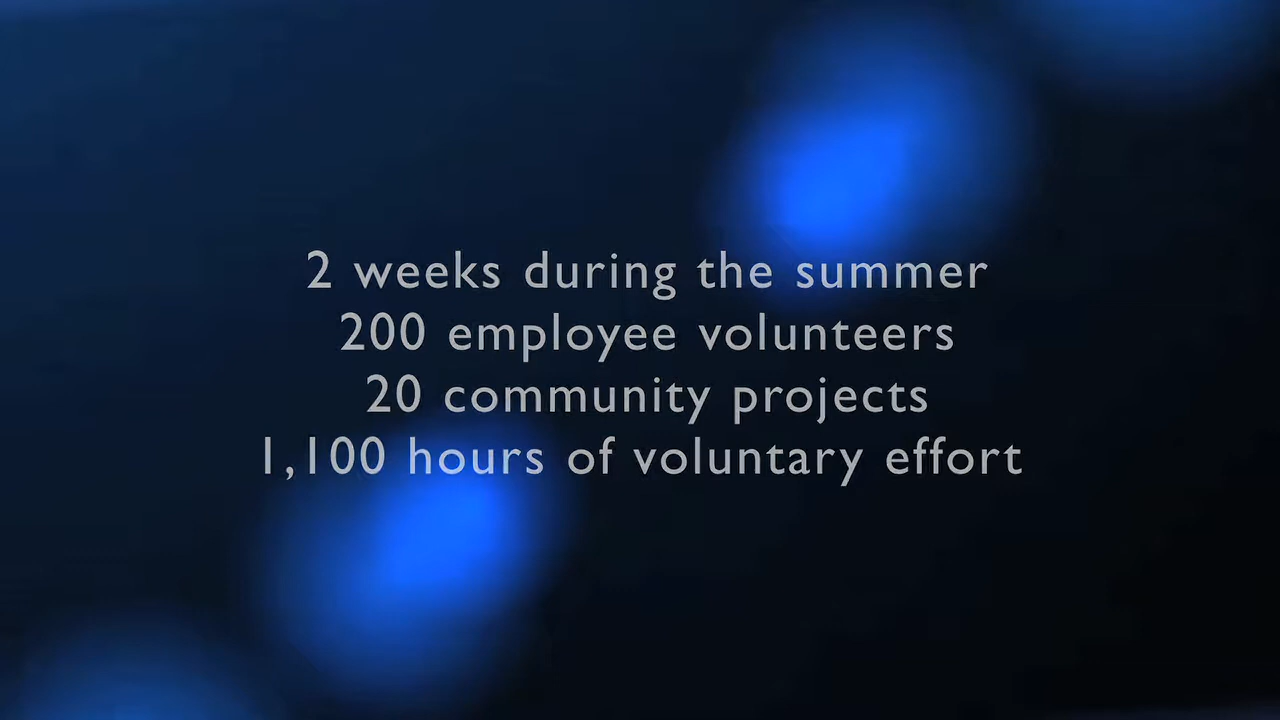 2 weeks during the summer
200 employee volunteers
20 community projects
1,100 hours of voluntary effort